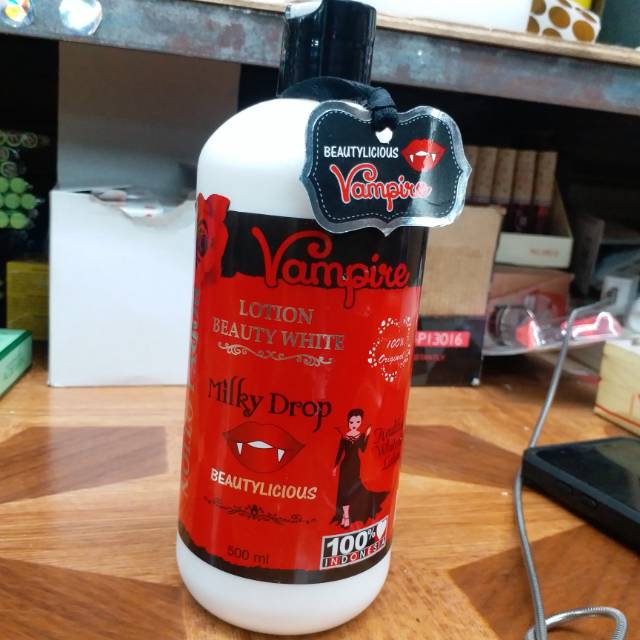 BEAUTYLICIOUS
Vampire
Vampire
LOTION
BEAUTY WHITE
100%
Original
Milky Drop
BEAUTYLICIOUS
500 ml
100%
INDONESIA
P13016